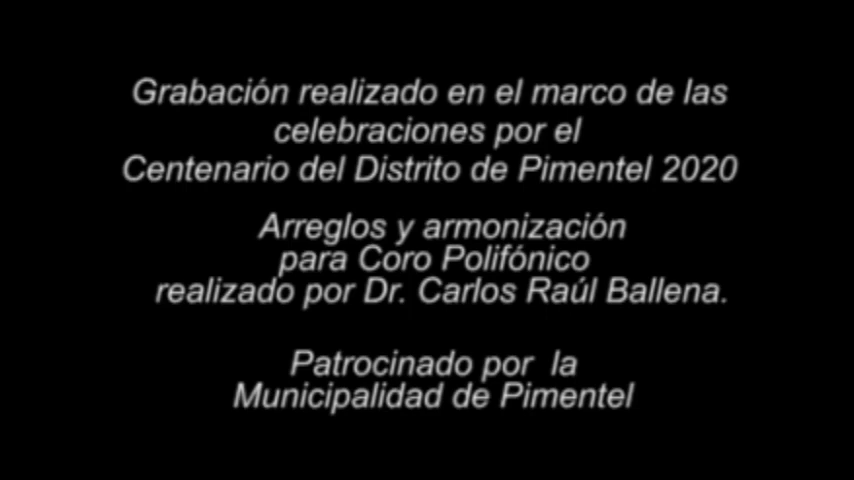 Grabación realizado en el marco de las
celebraciones por el
Centenario del Distrito de Pimentel 2020
Arreglos y armonización
para Coro Polifónico
realizado por Dr. Carlos Raúl Ballena.
Patrocinado por la
Municipalidad de Pimentel